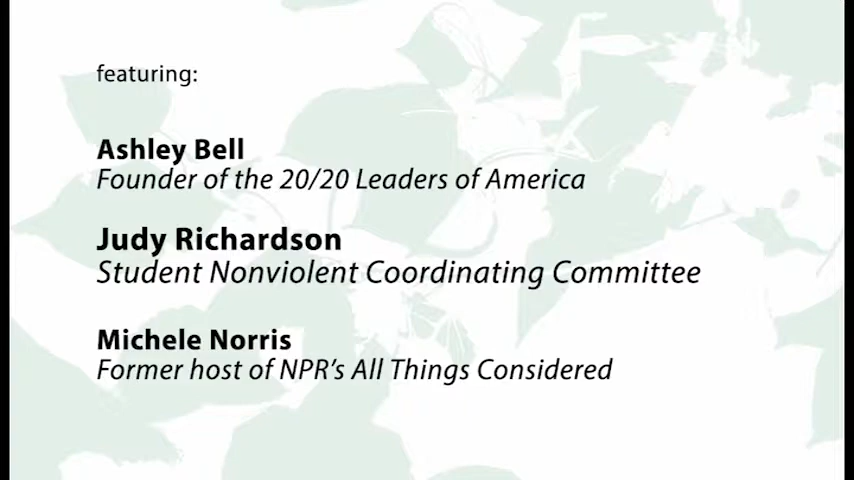 featuring:
Ashley Bell
Founder of the 20/20 Leaders of America
Judy Richardson
Student Nonviolent Coordinating Committee
Michele Norris
Former host of NPR’s All Things Considered